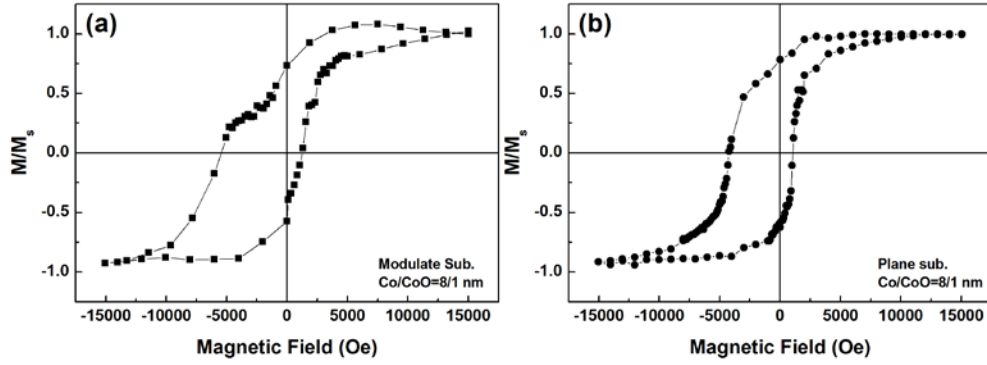 (a)
M/Ms
1.0
0.5
0.0
-0.5
-1.0
Modulate Sub.
Co/CoO=8/1 nm
-15000 -10000 -5000 0 5000 10000 15000
Magnetic Field (Oe)
(b)
M/Ms
1.0
0.5
0.0
-0.5
-1.0
Plane sub.
Co/CoO=8/1 nm
-15000 -10000 -5000 0 5000 10000 15000
Magnetic Field (Oe)